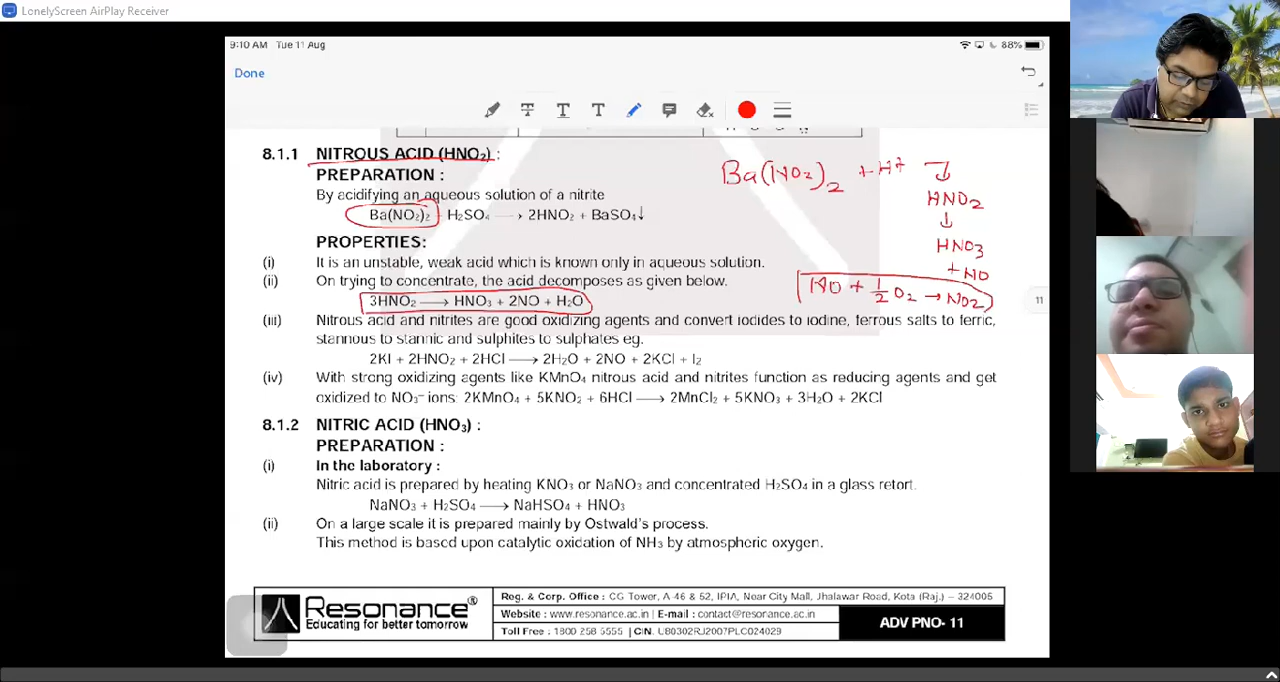 LonelyScreen AirPlay Receiver
9:10 AM Tue 11 Aug
88%
Done
8.1.1 NITROUS ACID (HNO₂) :
PREPARATION :
By acidifying an aqueous solution of a nitrite
Ba(NO₂)₂ + H₂SO₄ ⟶ 2HNO₂ + BaSO₄↓
Ba(NO₂)₂ + H⁺
HNO₂
↓
HNO₃
+ NO
NO + 1/2 O₂ → NO₂
PROPERTIES:
(i) It is an unstable, weak acid which is known only in aqueous solution.
(ii) On trying to concentrate, the acid decomposes as given below.
3HNO₂ ⟶ HNO₃ + 2NO + H₂O
11
(iii) Nitrous acid and nitrites are good oxidizing agents and convert iodides to iodine, ferrous salts to ferric,
stannous to stannic and sulphites to sulphates eg.
2KI + 2HNO₂ + 2HCl ⟶ 2H₂O + 2NO + 2KCl + I₂
(iv) With strong oxidizing agents like KMnO₄ nitrous acid and nitrites function as reducing agents and get
oxidized to NO₃⁻ ions: 2KMnO₄ + 5KNO₂ + 6HCl ⟶ 2MnCl₂ + 5KNO₃ + 3H₂O + 2KCl
8.1.2 NITRIC ACID (HNO₃) :
PREPARATION :
(i) In the laboratory :
Nitric acid is prepared by heating KNO₃ or NaNO₃ and concentrated H₂SO₄ in a glass retort.
NaNO₃ + H₂SO₄ ⟶ NaHSO₄ + HNO₃
(ii) On a large scale it is prepared mainly by Ostwald's process.
This method is based upon catalytic oxidation of NH₃ by atmospheric oxygen.
Resonance®
Educating for better tomorrow
Reg. & Corp. Office : CG Tower, A-46 & 52, IPIA, Near City Mall, Jhalawar Road, Kota (Raj.) – 324005
Website : www.resonance.ac.in | E-mail : contact@resonance.ac.in
Toll Free : 1800 258 5555 | CIN. U80302RJ2007PLC024029
ADV PNO- 11